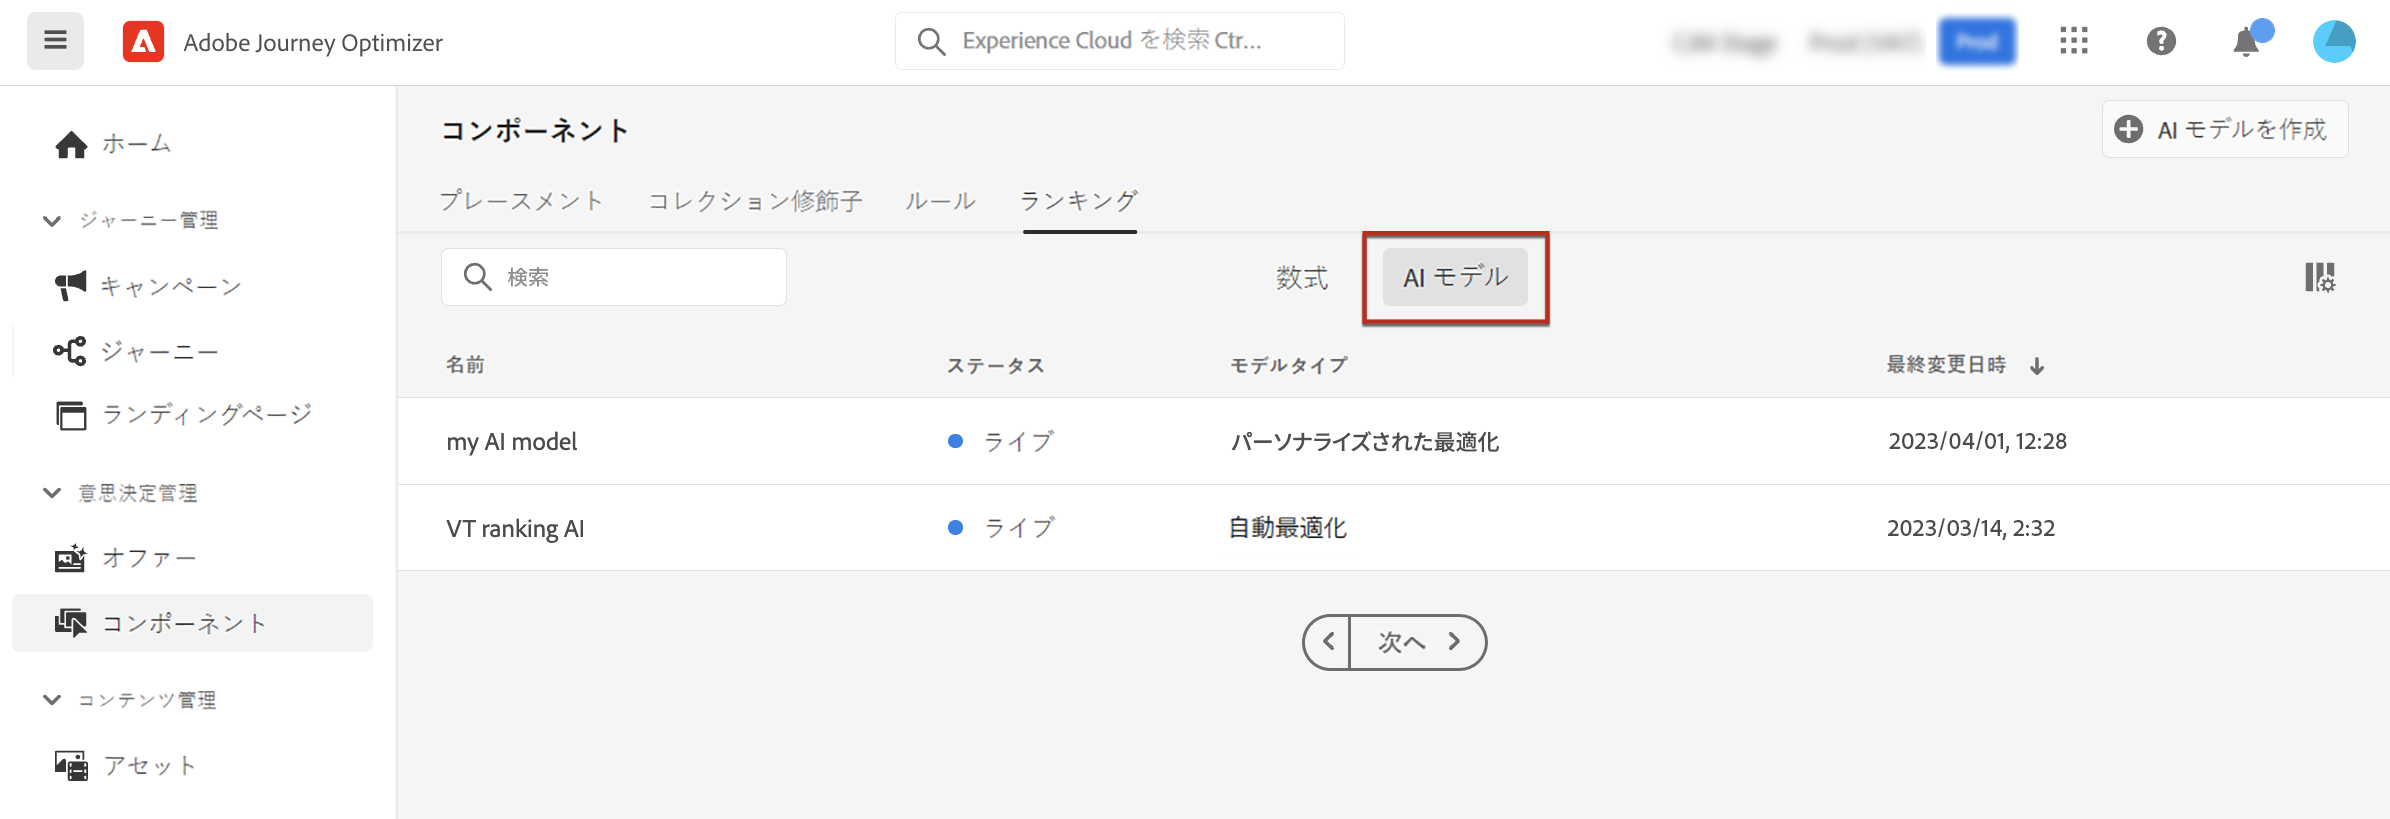 Adobe Journey Optimizer
Experience Cloud を検索 Ctr...
Prod
ホーム
ジャーニー管理
キャンペーン
ジャーニー
ランディングページ
意思決定管理
オファー
コンポーネント
コンテンツ管理
アセット
コンポーネント
AI モデルを作成
プレースメント コレクション修飾子 ルール ランキング
検索
数式 AI モデル
名前 ステータス モデルタイプ 最終変更日時
my AI model ライブ パーソナライズされた最適化 2023/04/01, 12:28
VT ranking AI ライブ 自動最適化 2023/03/14, 2:32
次へ